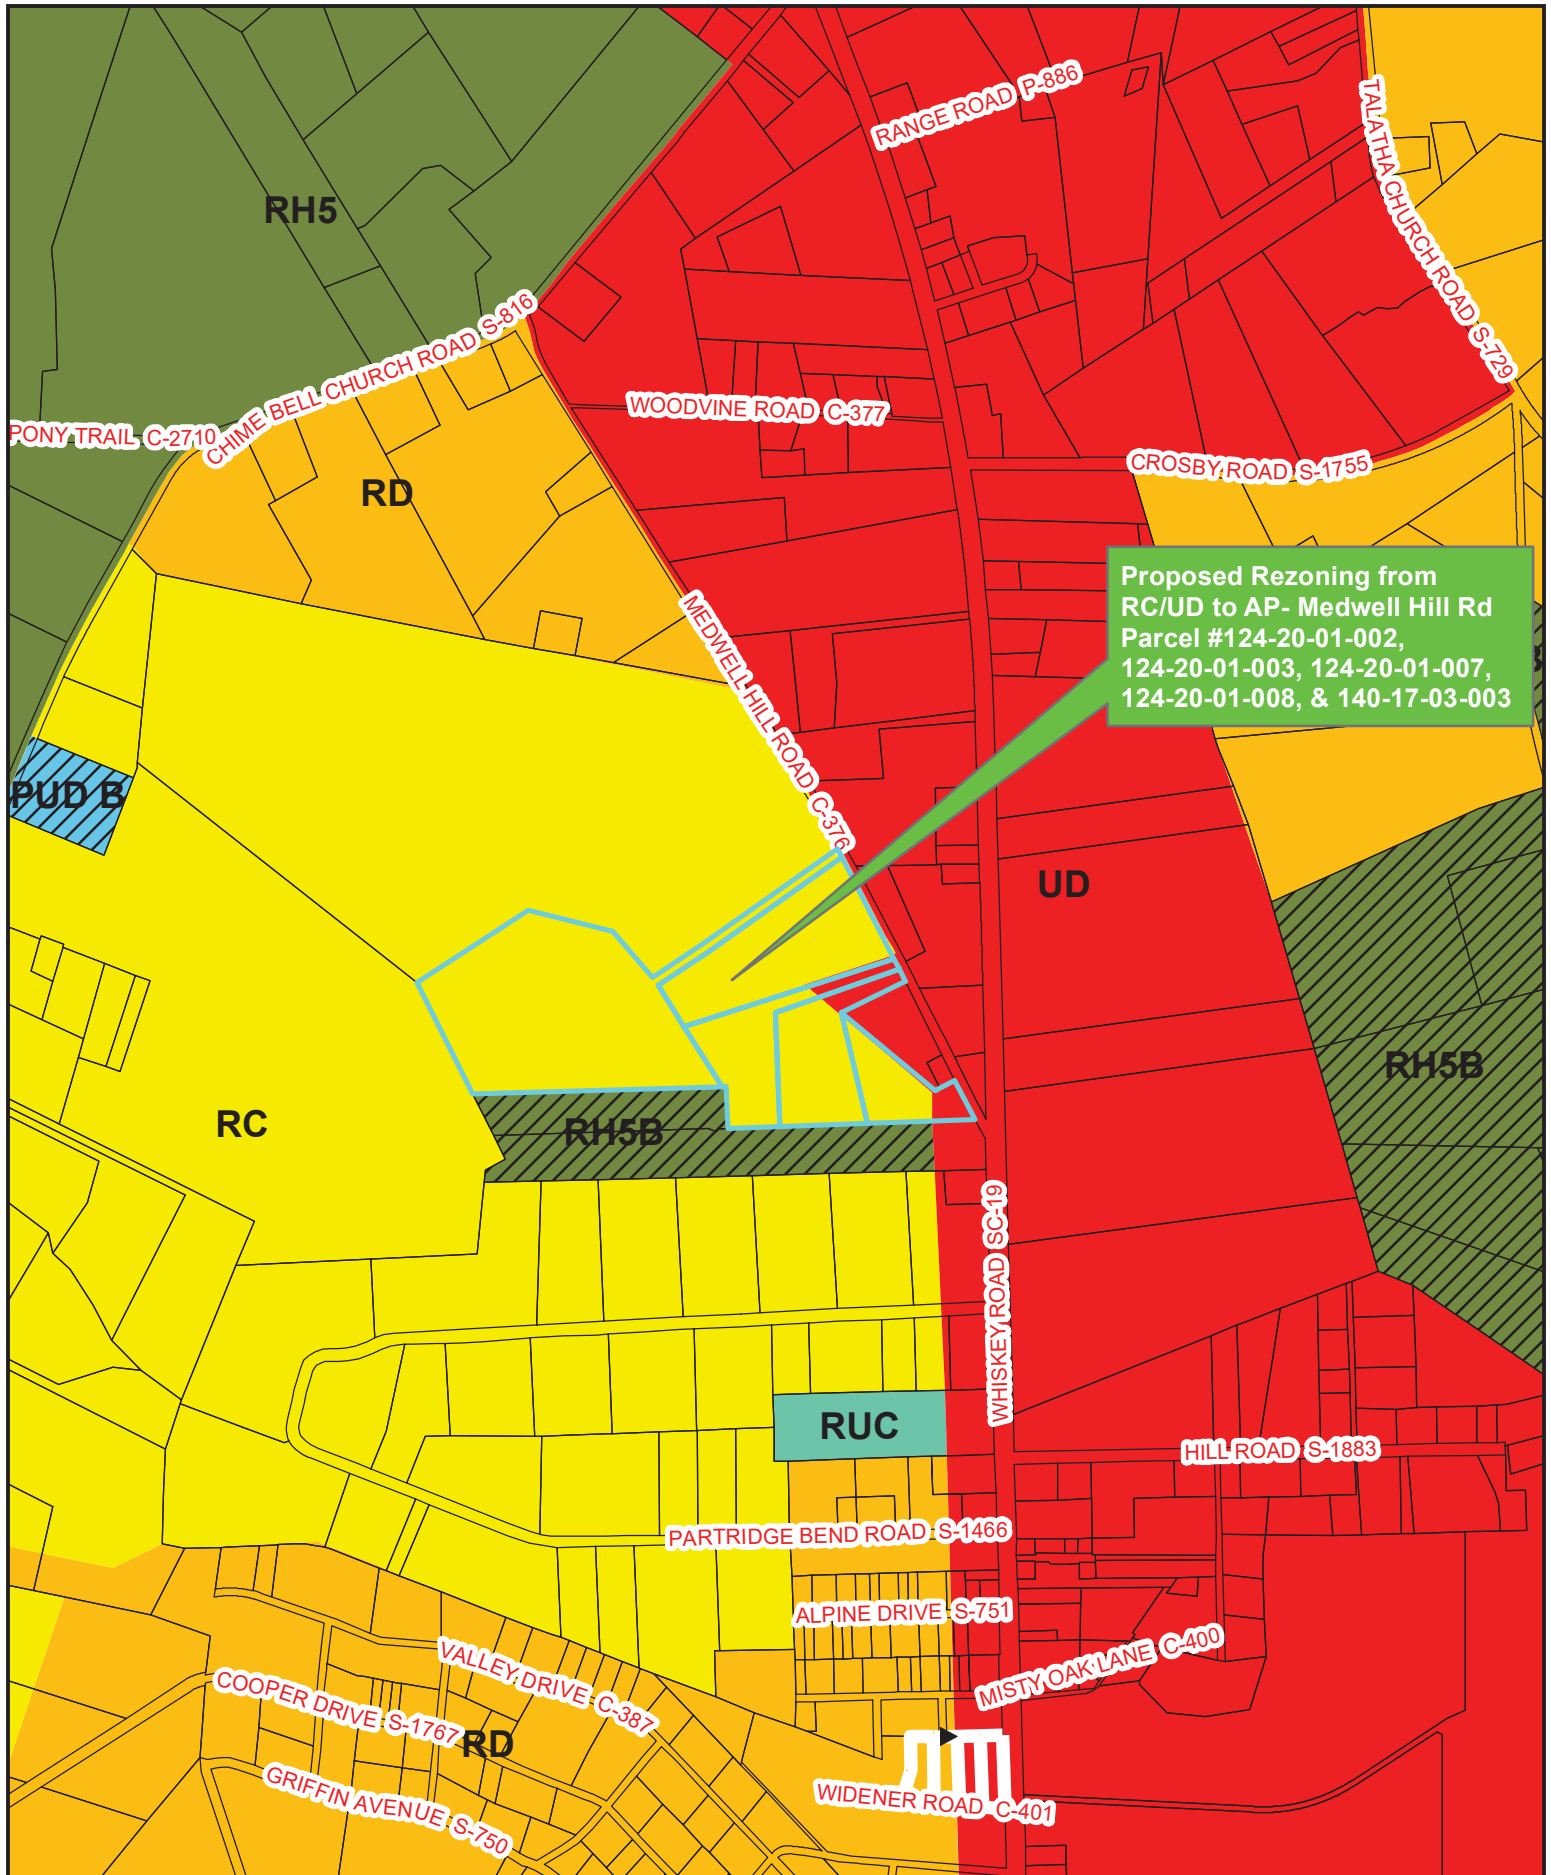 RANGE ROAD P-886
TALATHA CHURCH ROAD S-729
RH5
CHIME BELL CHURCH ROAD S-816
WOODVINE ROAD C-377
PONY TRAIL C-2710
CROSBY ROAD S-1755
RD
Proposed Rezoning from
RC/UD to AP- Medwell Hill Rd
Parcel #124-20-01-002,
124-20-01-003, 124-20-01-007,
124-20-01-008, & 140-17-03-003
MEDWELL HILL ROAD C-376
PUD B
UD
RH5B
RC
RH5B
WHISKEY ROAD SC-19
RUC
HILL ROAD S-1883
PARTRIDGE BEND ROAD S-1466
ALPINE DRIVE S-751
MISTY OAK LANE C-400
VALLEY DRIVE C-387
COOPER DRIVE S-1767
RD
GRIFFIN AVENUE S-750
WIDENER ROAD C-401